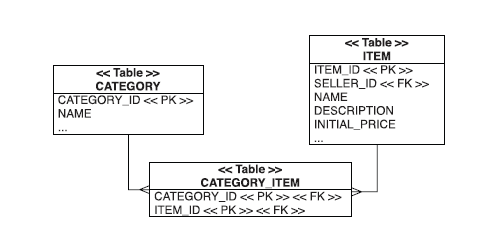 << Table >>
CATEGORY
CATEGORY_ID << PK >>
NAME
...
<< Table >>
ITEM
ITEM_ID << PK >>
SELLER_ID << FK >>
NAME
DESCRIPTION
INITIAL_PRICE
...
<< Table >>
CATEGORY_ITEM
CATEGORY_ID << PK >> << FK >>
ITEM_ID << PK >> << FK >>